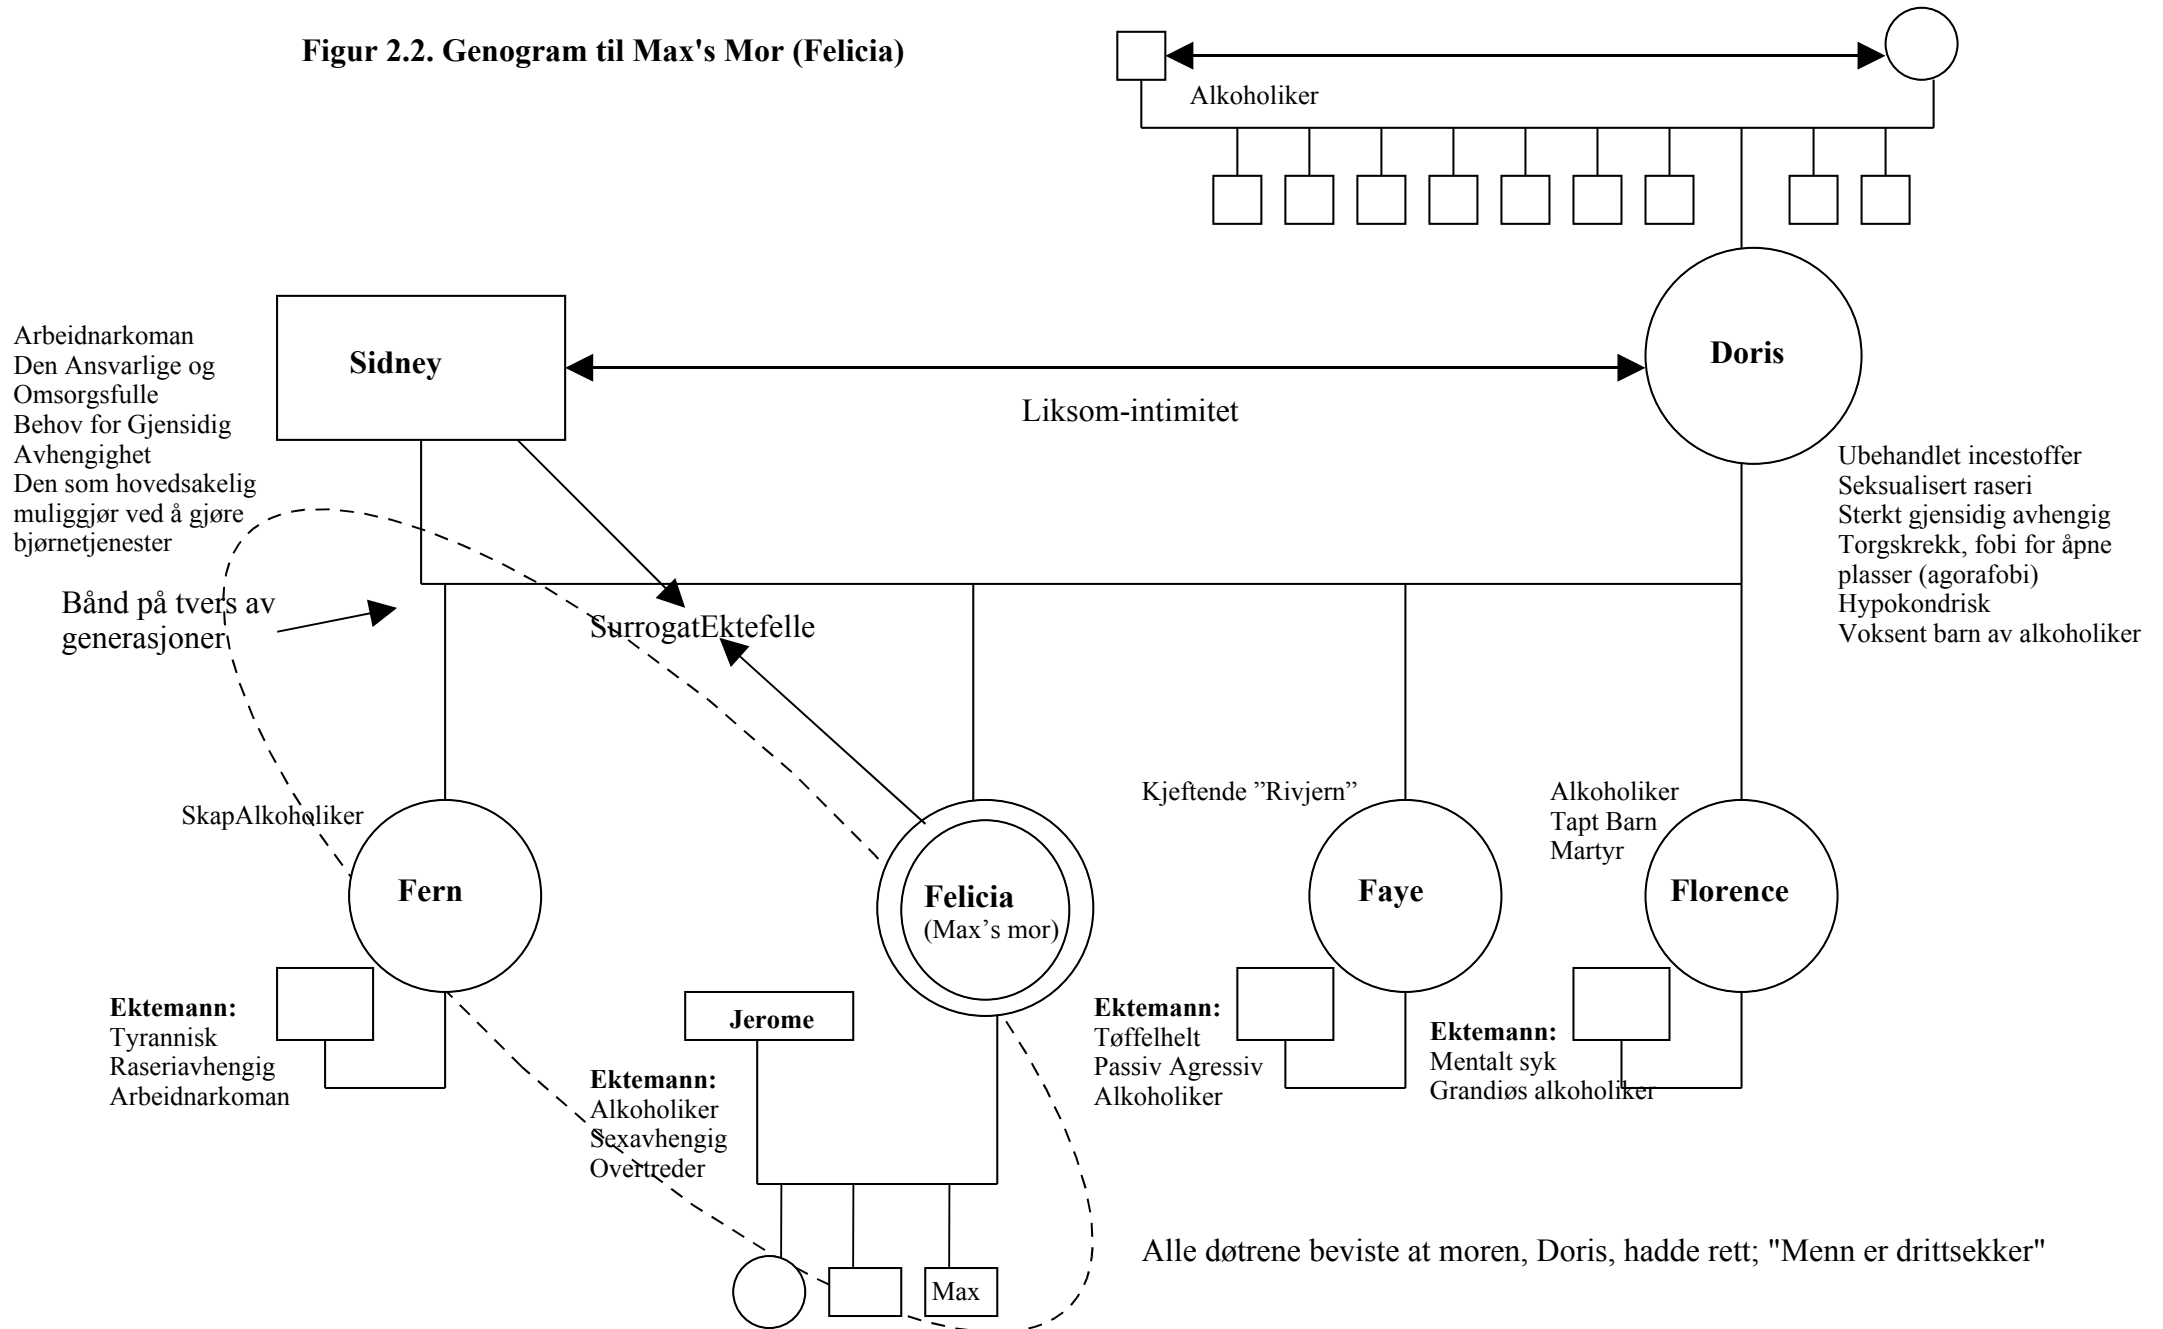 Figur 2.2. Genogram til Max's Mor (Felicia)
Alkoholiker
Arbeidnarkoman
Den Ansvarlige og
Omsorgsfulle
Behov for Gjensidig
Avhengighet
Den som hovedsakelig
muliggjør ved å gjøre
bjørnetjenester
Sidney
Liksom-intimitet
Doris
Ubehandlet incestoffer
Seksualisert raseri
Sterkt gjensidig avhengig
Torgskrekk, fobi for åpne
plasser (agorafobi)
Hypokondrisk
Voksent barn av alkoholiker
Bånd på tvers av
generasjoner
SurrogatEktefelle
SkapAlkoholiker
Fern
Felicia
(Max’s mor)
Kjeftende ”Rivjern”
Faye
Alkoholiker
Tapt Barn
Martyr
Florence
Ektemann:
Tyrannisk
Raseriavhengig
Arbeidnarkoman
Jerome
Ektemann:
Alkoholiker
Sexavhengig
Overtreder
Ektemann:
Tøffelhelt
Passiv Agressiv
Alkoholiker
Ektemann:
Mentalt syk
Grandiøs alkoholiker
Max
Alle døtrene beviste at moren, Doris, hadde rett; "Menn er drittsekker"